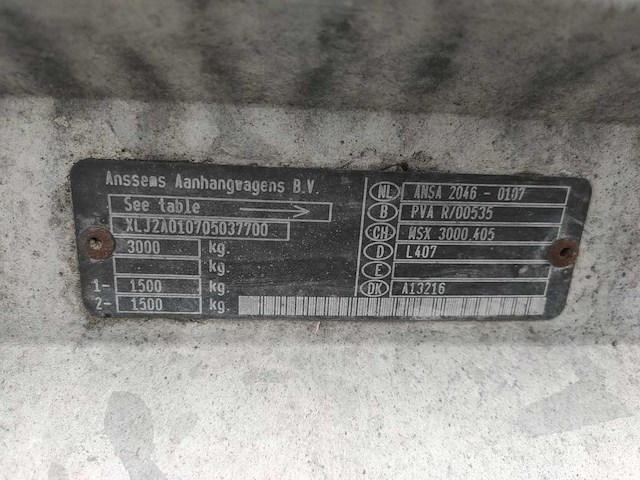 Anssems Aanhangwagens B.V.
See table
XLJ2A010705037700
3000 kg.
kg.
1- 1500 kg.
2- 1500 kg.
NL ANSA 2046 - 0107
B PVA R/00535
CH MSX 3000.405
D L407
E
DK A13216